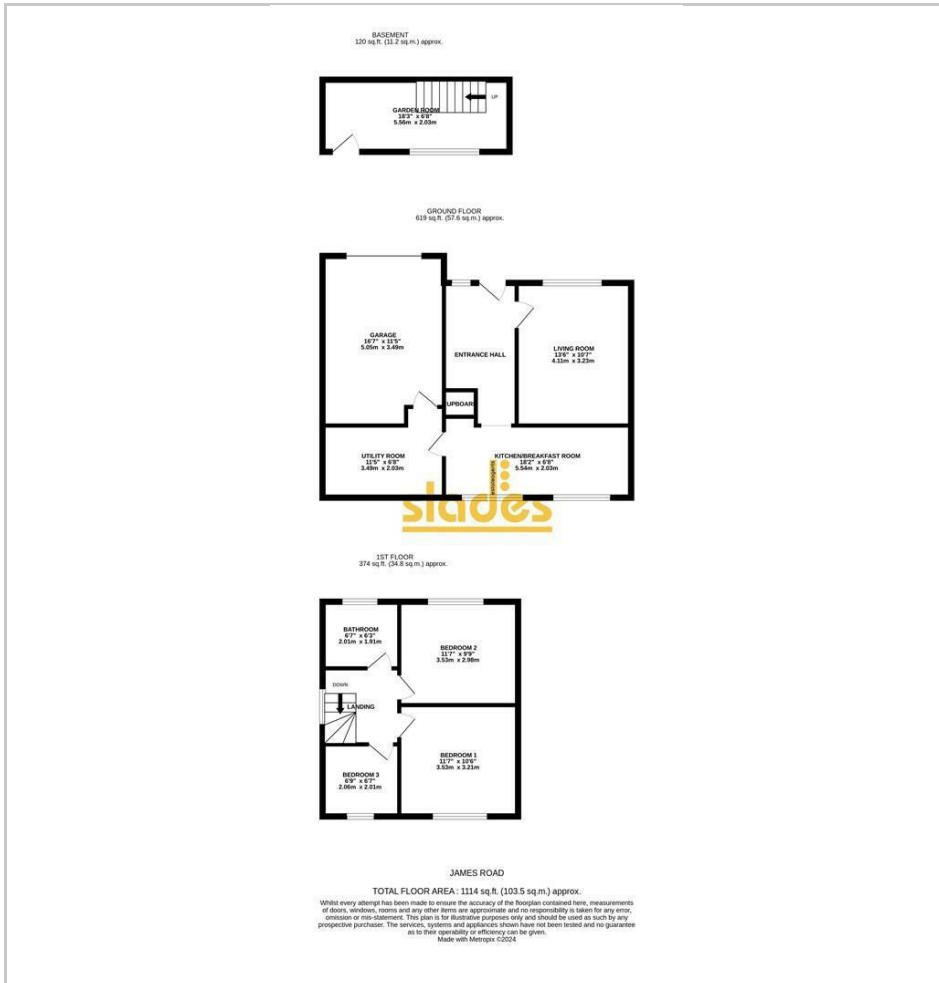 BASEMENT
120 sq.ft. (11.2 sq.m.) approx.
UP
GARDEN ROOM
18'3" x 6'8"
5.56m x 2.03m
GROUND FLOOR
619 sq.ft. (57.6 sq.m.) approx.
GARAGE
16'7" x 11'5"
5.05m x 3.49m
ENTRANCE HALL
LIVING ROOM
13'6" x 10'7"
4.11m x 3.23m
UPBOAR
UTILITY ROOM
11'5" x 6'8"
3.49m x 2.03m
KITCHEN/BREAKFAST ROOM
18'2" x 6'8"
5.54m x 2.03m
estate agents
slades
1ST FLOOR
374 sq.ft. (34.8 sq.m.) approx.
BATHROOM
6'7" x 6'3"
2.01m x 1.91m
BEDROOM 2
11'7" x 9'9"
3.53m x 2.98m
DOWN
LANDING
BEDROOM 1
11'7" x 10'6"
3.53m x 3.21m
BEDROOM 3
6'9" x 6'7"
2.06m x 2.01m
JAMES ROAD
TOTAL FLOOR AREA : 1114 sq.ft. (103.5 sq.m.) approx.
Whilst every attempt has been made to ensure the accuracy of the floorplan contained here, measurements
of doors, windows, rooms and any other items are approximate and no responsibility is taken for any error,
omission or mis-statement. This plan is for illustrative purposes only and should be used as such by any
prospective purchaser. The services, systems and appliances shown have not been tested and no guarantee
as to their operability or efficiency can be given.
Made with Metropix ©2024